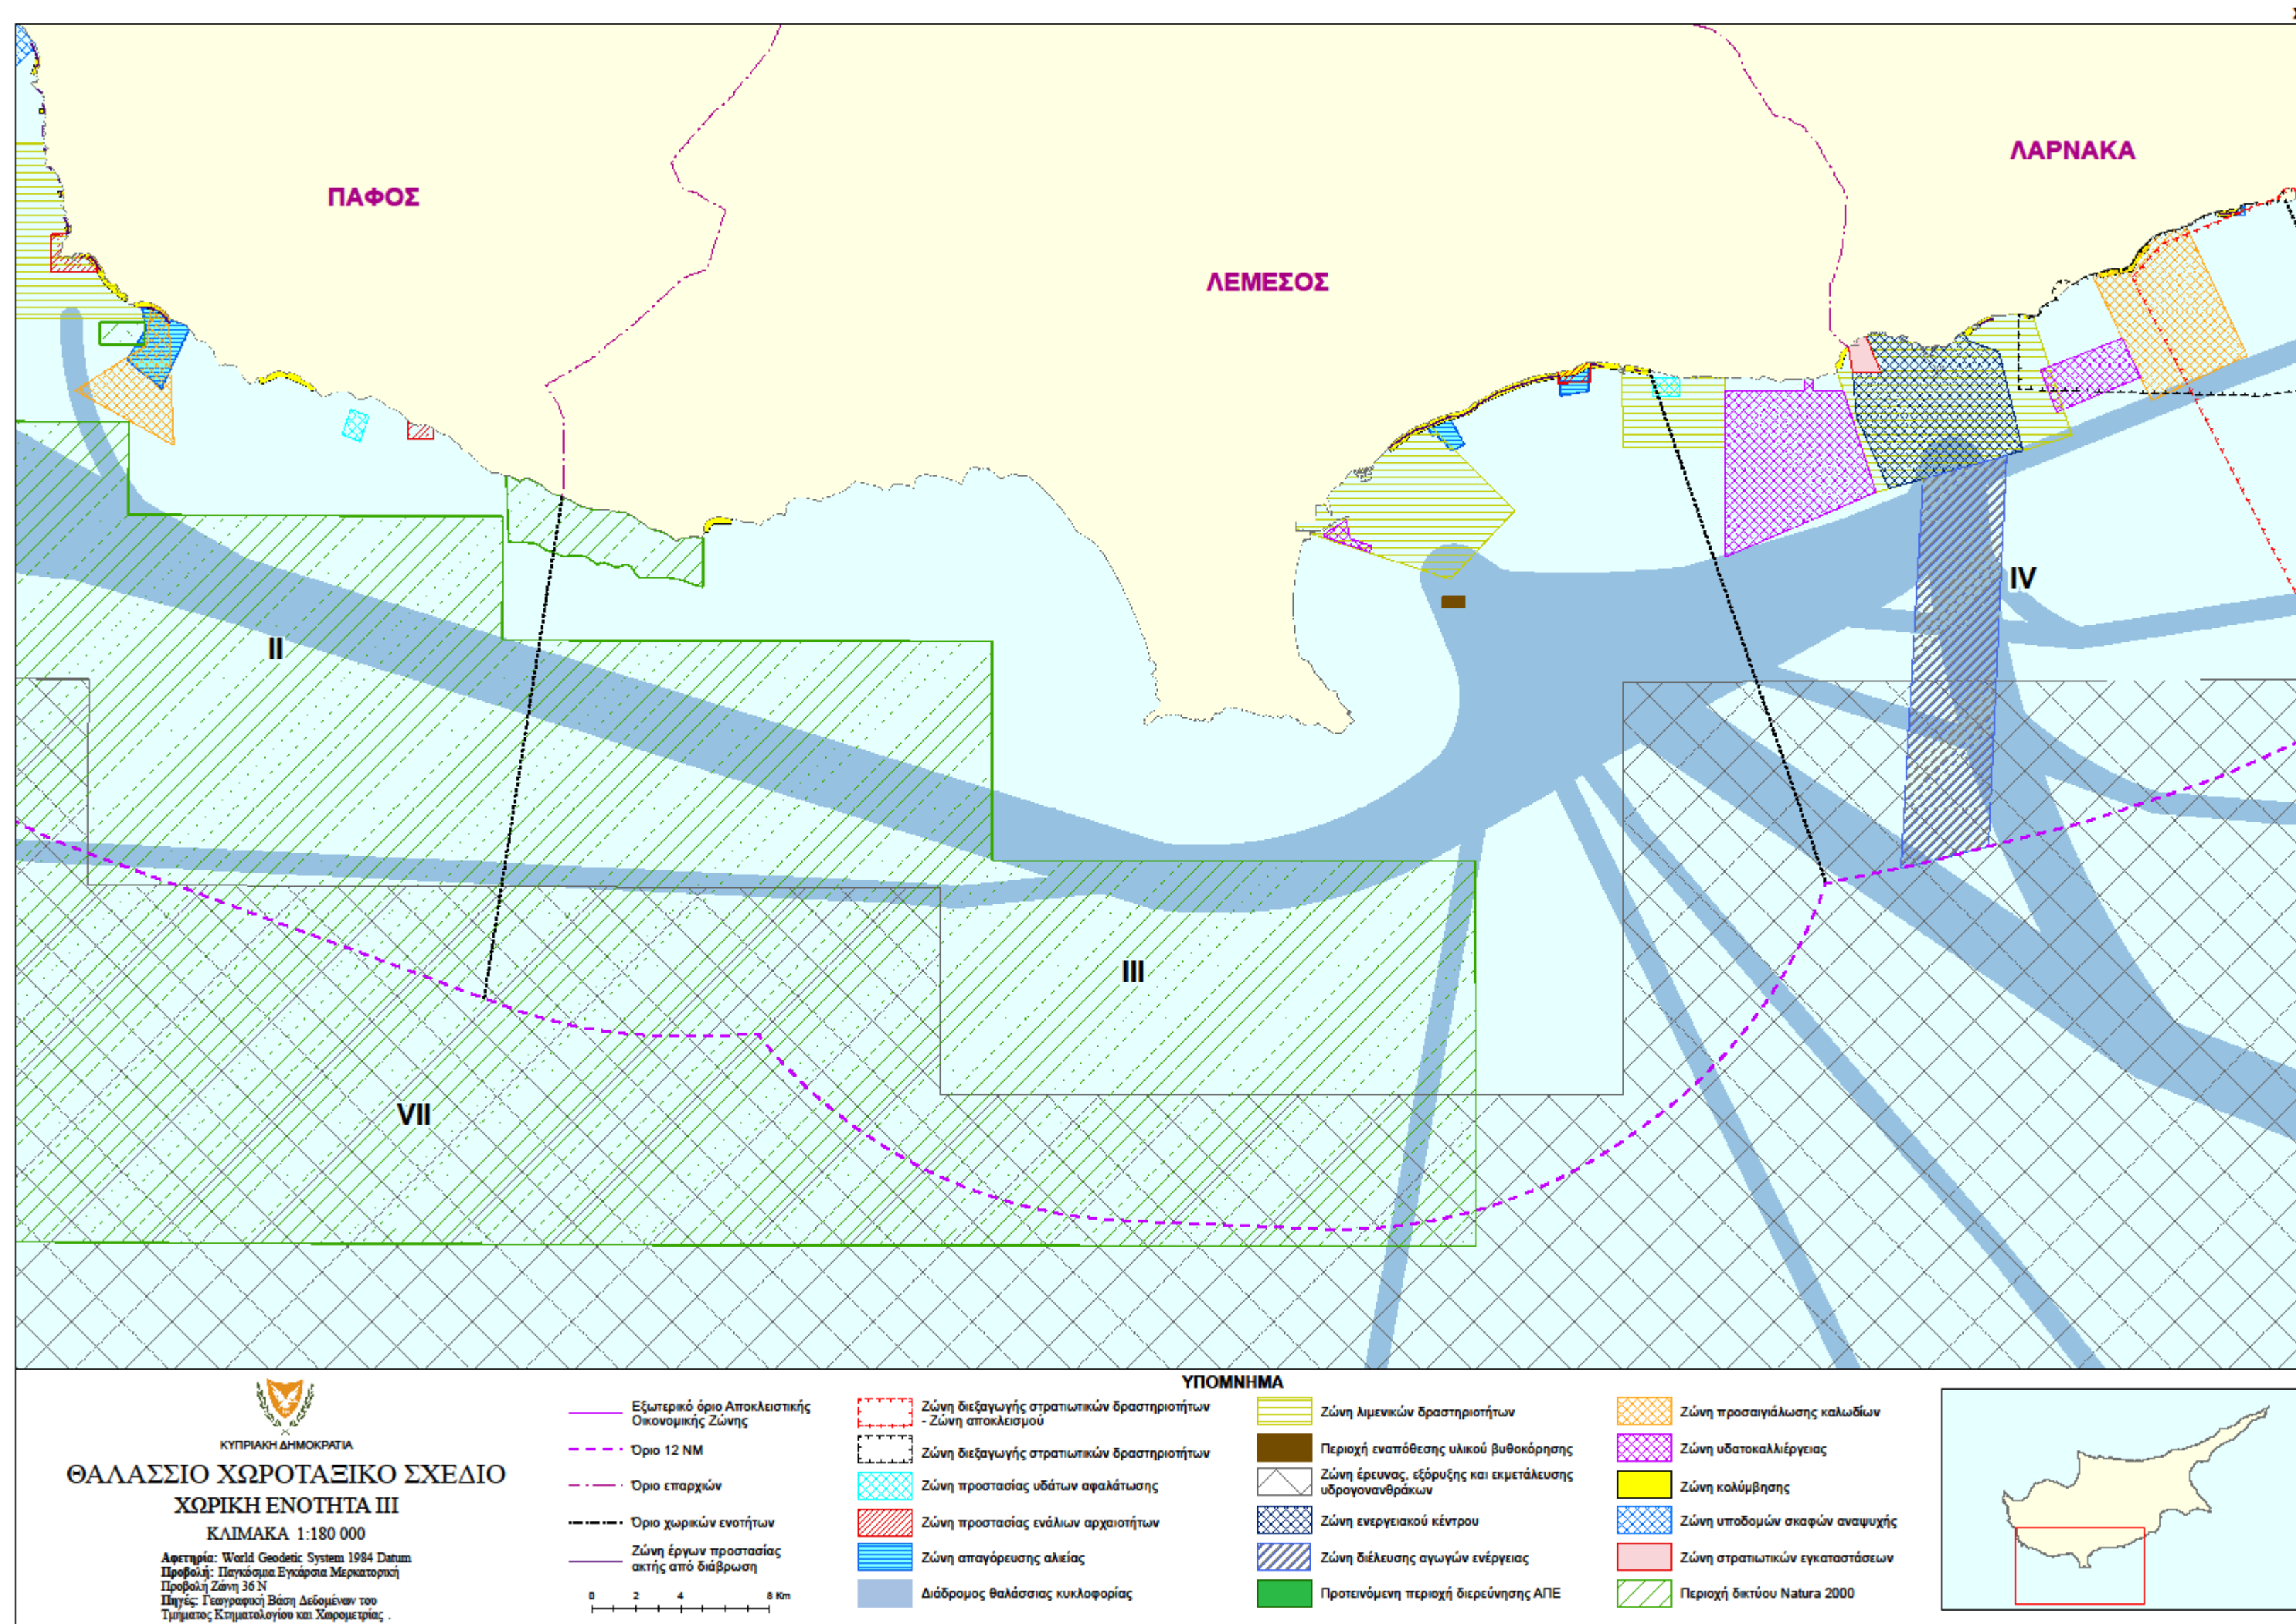 ΠΑΦΟΣ
ΛΑΡΝΑΚΑ
ΛΕΜΕΣΟΣ
II
IV
III
VII
ΚΥΠΡΙΑΚΗ ΔΗΜΟΚΡΑΤΙΑ
ΘΑΛΑΣΣΙΟ ΧΩΡΟΤΑΞΙΚΟ ΣΧΕΔΙΟ
ΧΩΡΙΚΗ ΕΝΟΤΗΤΑ III
ΚΛΙΜΑΚΑ 1:180 000
Αφετηρία: World Geodetic System 1984 Datum
Προβολή: Παγκόσμια Εγκάρσια Μερκατορική
Προβολή Ζώνη 36 N
Πηγές: Γεωγραφική Βάση Δεδομένων του
Τμήματος Κτηματολογίου και Χωρομετρίας .
ΥΠΟΜΝΗΜΑ
Εξωτερικό όριο Αποκλειστικής
Οικονομικής Ζώνης
Όριο 12 NM
Όριο επαρχιών
Όριο χωρικών ενοτήτων
Ζώνη έργων προστασίας
ακτής από διάβρωση
0 2 4 8 Km
Ζώνη διεξαγωγής στρατιωτικών δραστηριοτήτων
- Ζώνη αποκλεισμού
Ζώνη διεξαγωγής στρατιωτικών δραστηριοτήτων
Ζώνη προστασίας υδάτων αφαλάτωσης
Ζώνη προστασίας ενάλιων αρχαιοτήτων
Ζώνη απαγόρευσης αλιείας
Διάδρομος θαλάσσιας κυκλοφορίας
Ζώνη λιμενικών δραστηριοτήτων
Περιοχή εναπόθεσης υλικού βυθοκόρησης
Ζώνη έρευνας, εξόρυξης και εκμετάλευσης
υδρογονανθράκων
Ζώνη ενεργειακού κέντρου
Ζώνη διέλευσης αγωγών ενέργειας
Προτεινόμενη περιοχή διερεύνησης ΑΠΕ
Ζώνη προσαιγιάλωσης καλωδίων
Ζώνη υδατοκαλλιέργειας
Ζώνη κολύμβησης
Ζώνη υποδομών σκαφών αναψυχής
Ζώνη στρατιωτικών εγκαταστάσεων
Περιοχή δικτύου Natura 2000